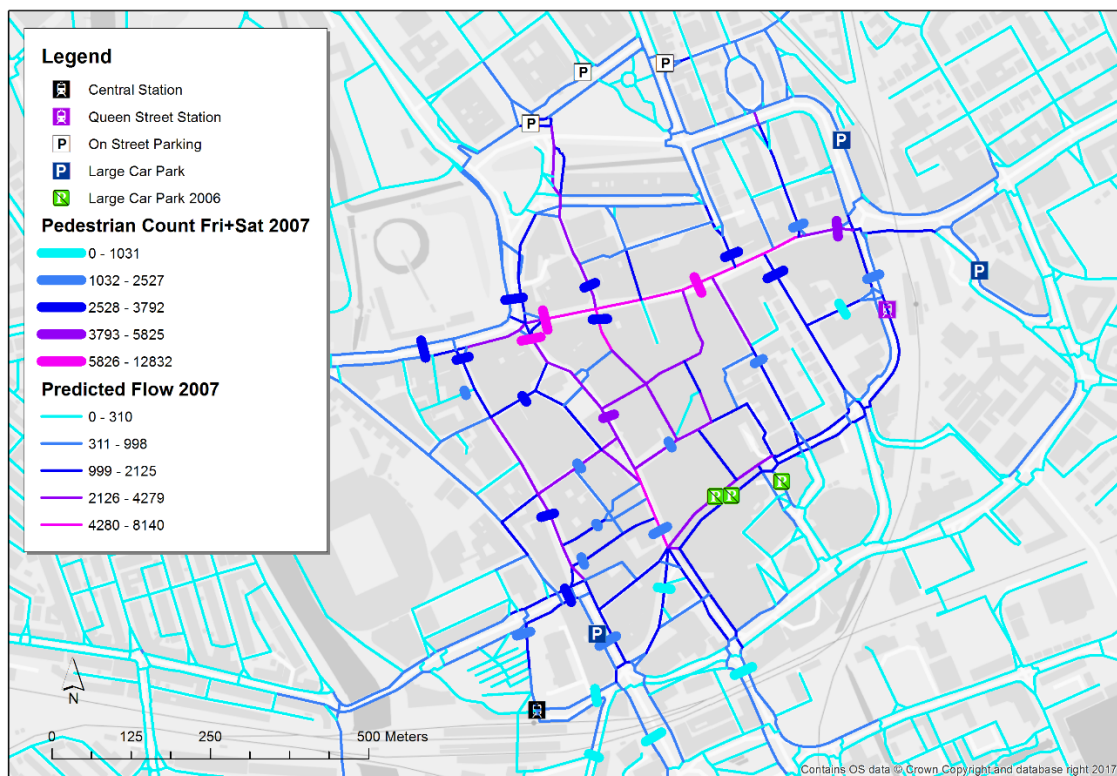 Legend
Central Station
Queen Street Station
P On Street Parking
P Large Car Park
P Large Car Park 2006
Pedestrian Count Fri+Sat 2007
0 - 1031
1032 - 2527
2528 - 3792
3793 - 5825
5826 - 12832
Predicted Flow 2007
0 - 310
311 - 998
999 - 2125
2126 - 4279
4280 - 8140
P
P
P
P
P
P
P
P
P
N
0 125 250 500 Meters
Contains OS data © Crown Copyright and database right 2017